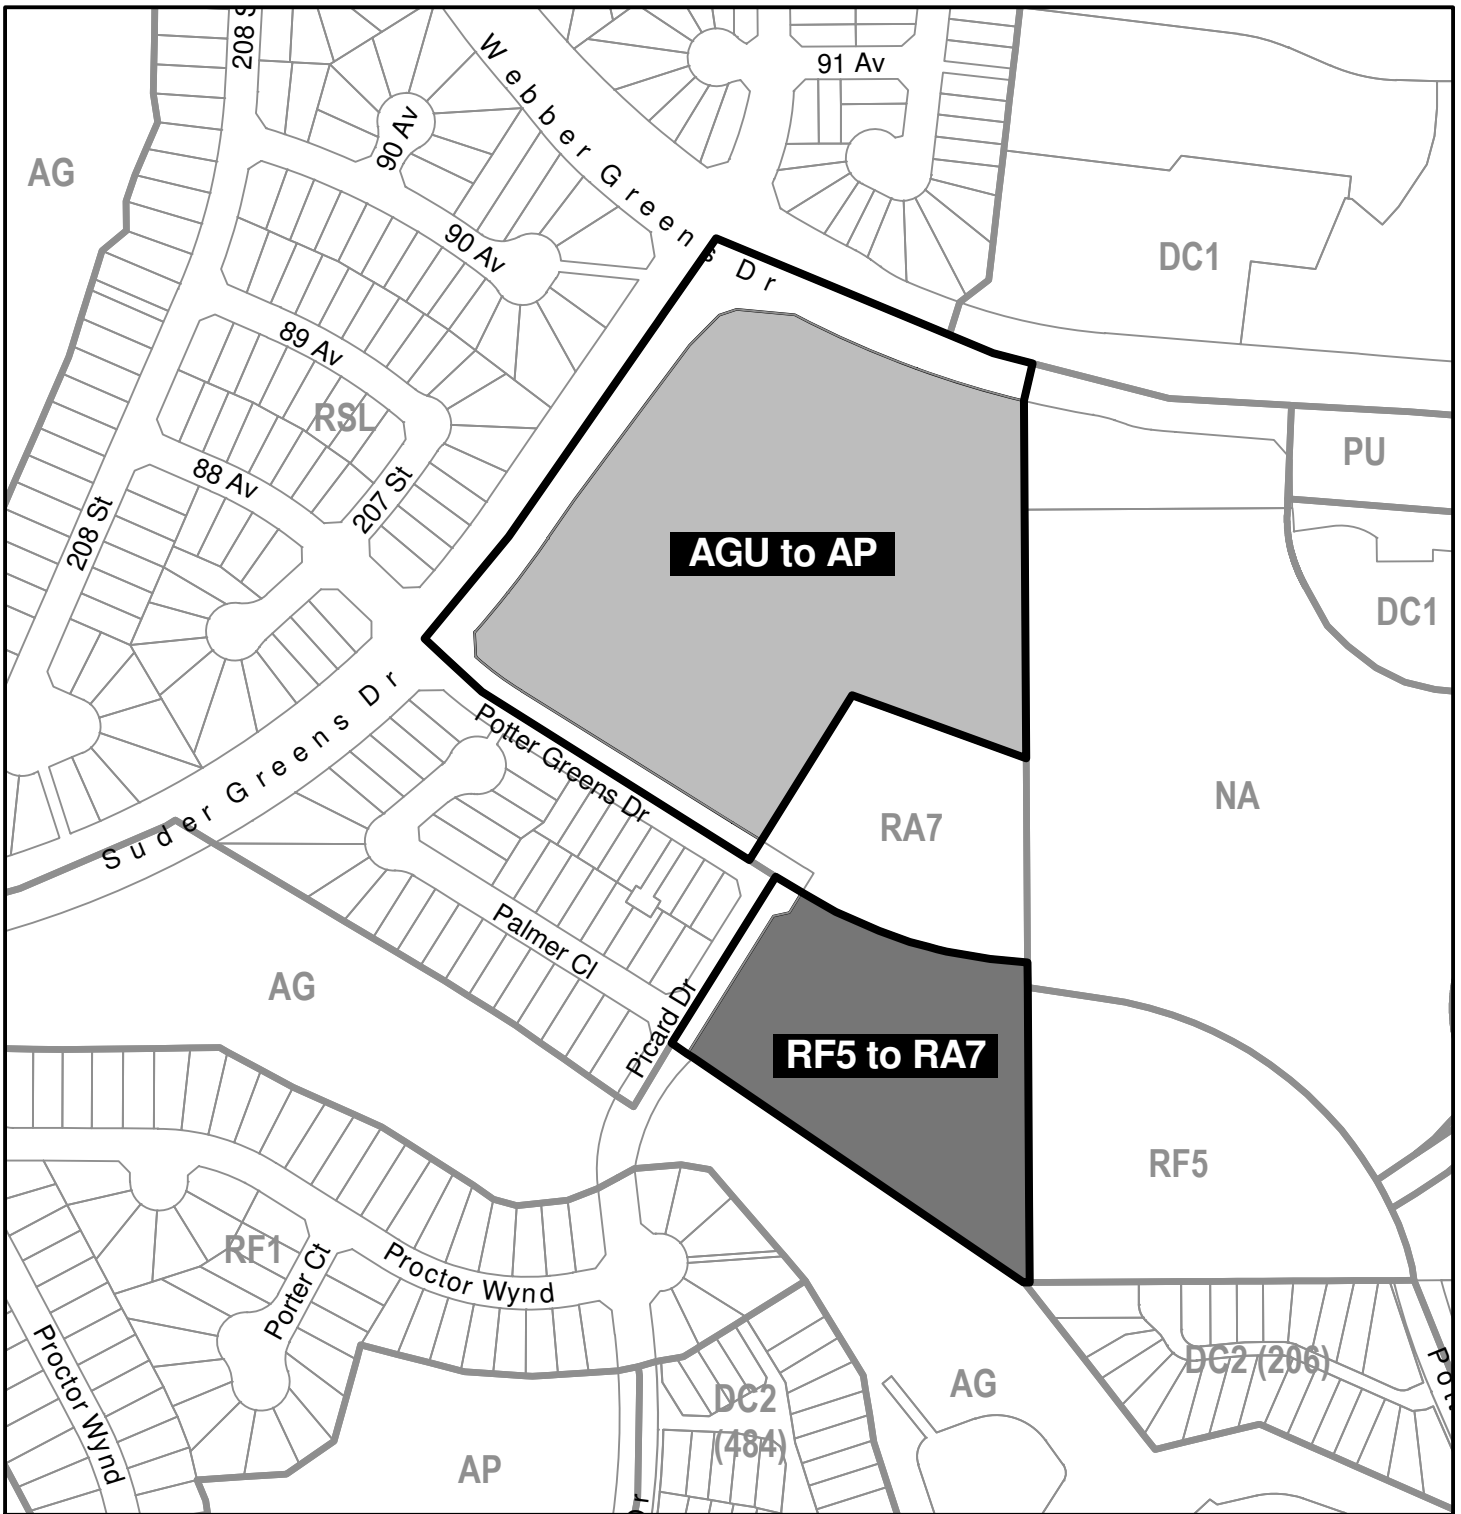 208 S
Webber Greens Dr
91 Av
90 Av
AG
90 Av
DC1
89 Av
RSL
PU
88 Av
207 St
208 St
AGU to AP
DC1
Suder Greens Dr
Potter Greens Dr
NA
RA7
Palmer Cl
AG
Picard Dr
RF5 to RA7
RF5
RF1
Porter Ct
Proctor Wynd
Proctor Wynd
DC2 (206)
AG
DC2
(484)
AP